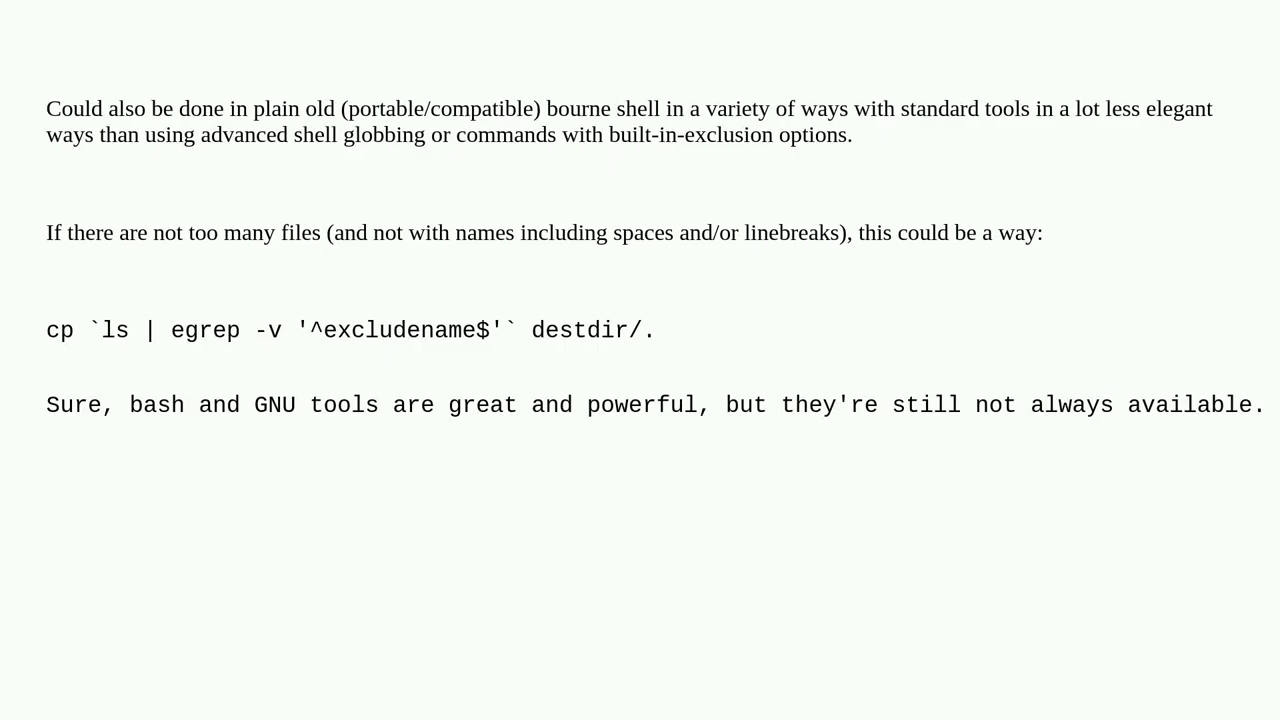 Could also be done in plain old (portable/compatible) bourne shell in a variety of ways with standard tools in a lot less elegant
ways than using advanced shell globbing or commands with built-in-exclusion options.
If there are not too many files (and not with names including spaces and/or linebreaks), this could be a way:
cp `ls | egrep -v '^excludename$'` destdir/.
Sure, bash and GNU tools are great and powerful, but they're still not always available.